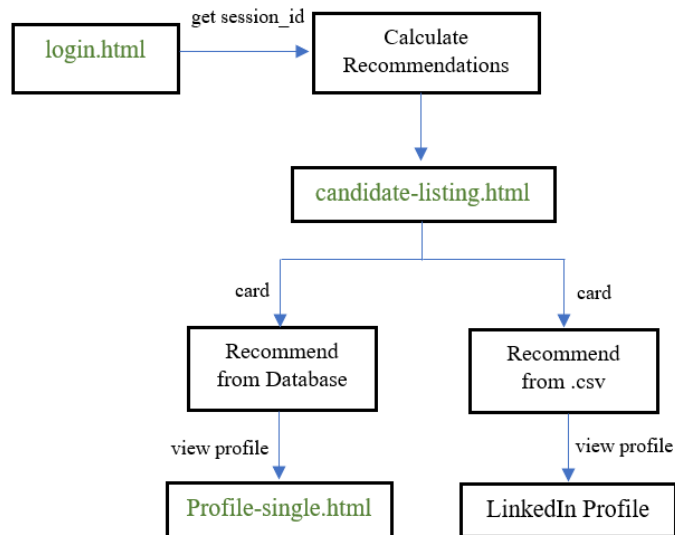 get session_id
login.html
Calculate
Recommendations
candidate-listing.html
card
card
Recommend
from Database
Recommend
from .csv
view profile
view profile
Profile-single.html
LinkedIn Profile